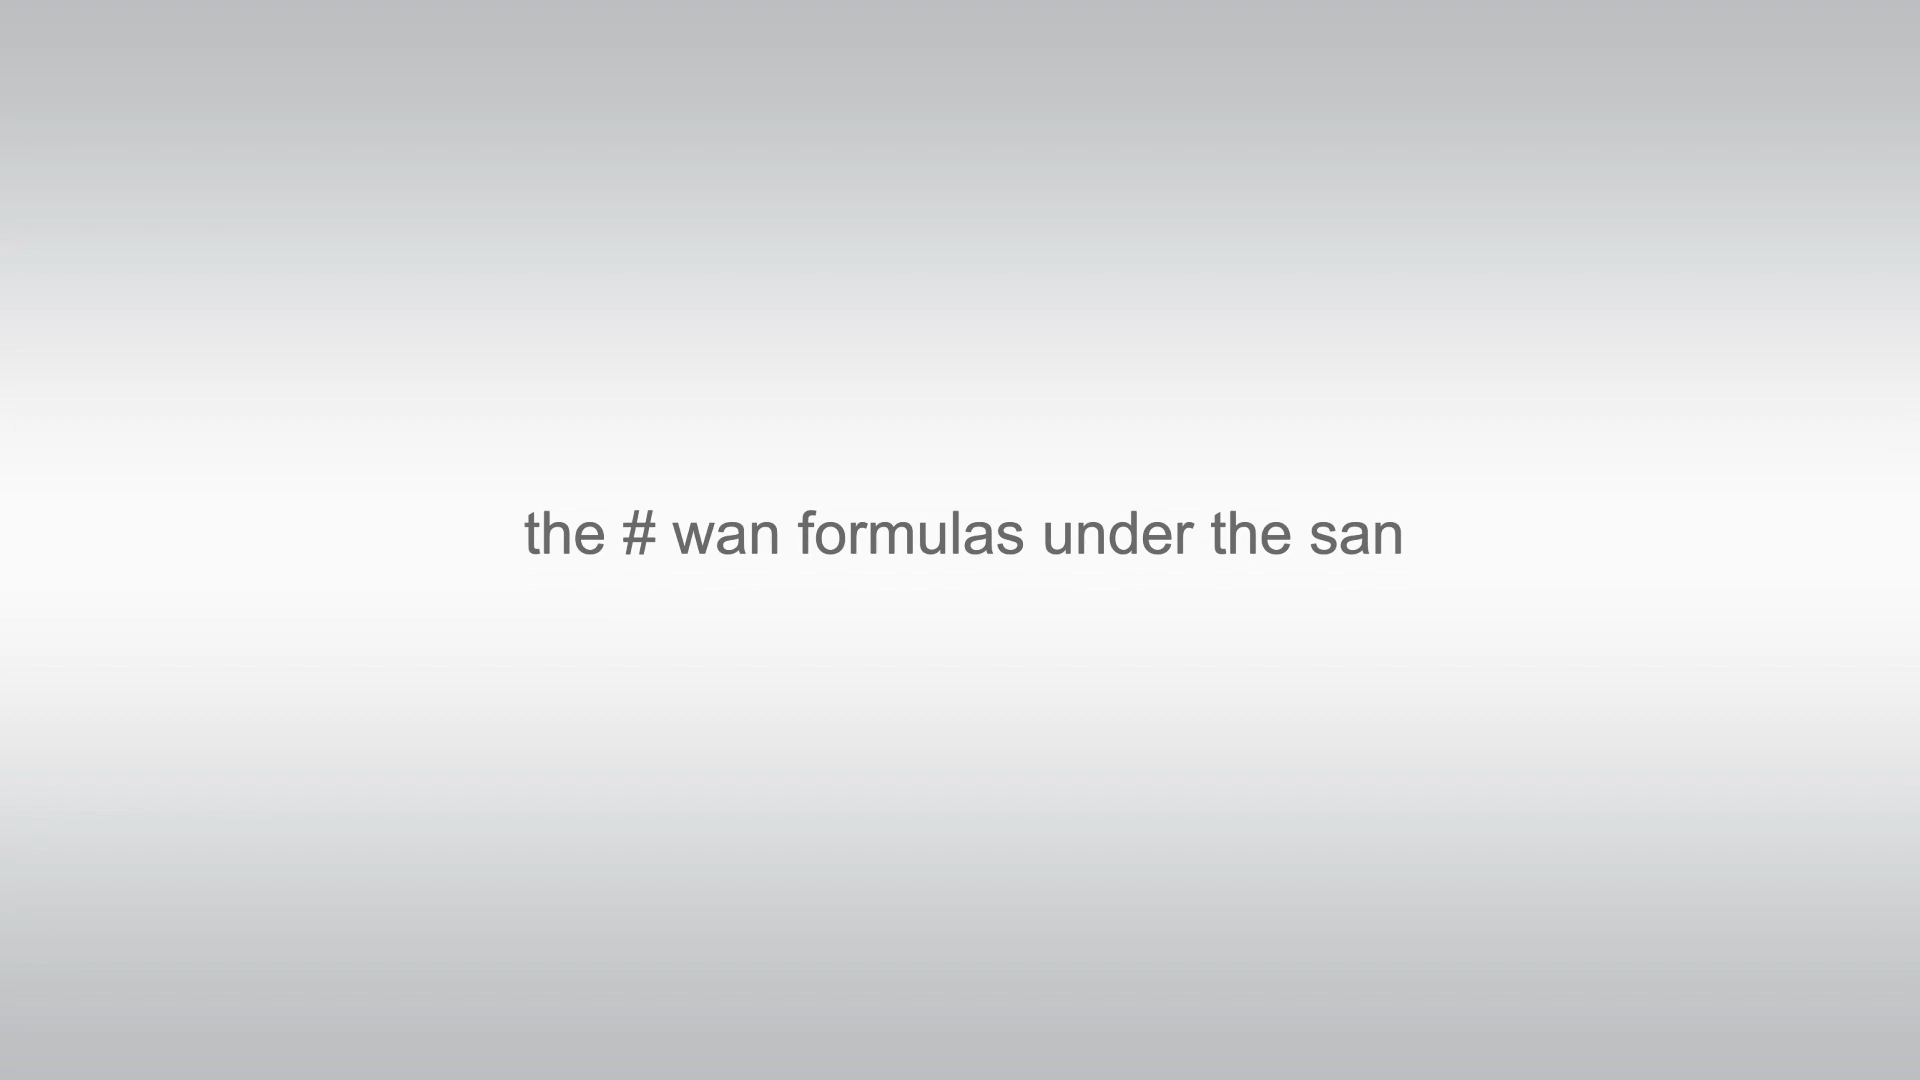 the # wan formulas under the san